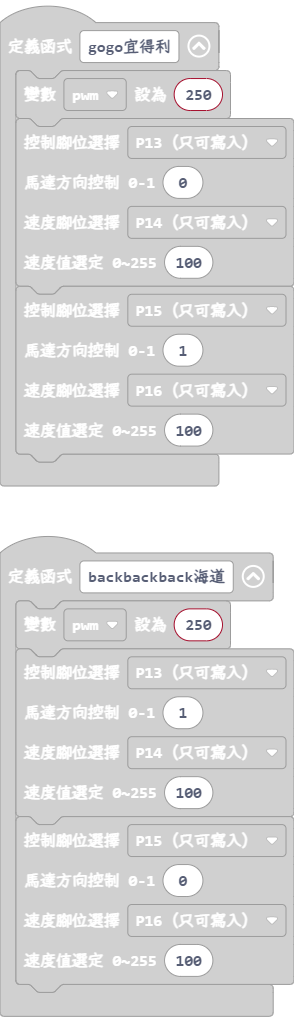 定義函式 gogo宜得利
變數 pwm 設為 250
控制腳位選擇 P13 (只可寫入)
馬達方向控制 0-1 0
速度腳位選擇 P14 (只可寫入)
速度值選定 0~255 100
控制腳位選擇 P15 (只可寫入)
馬達方向控制 0-1 1
速度腳位選擇 P16 (只可寫入)
速度值選定 0~255 100
定義函式 backbackback海道
變數 pwm 設為 250
控制腳位選擇 P13 (只可寫入)
馬達方向控制 0-1 1
速度腳位選擇 P14 (只可寫入)
速度值選定 0~255 100
控制腳位選擇 P15 (只可寫入)
馬達方向控制 0-1 0
速度腳位選擇 P16 (只可寫入)
速度值選定 0~255 100